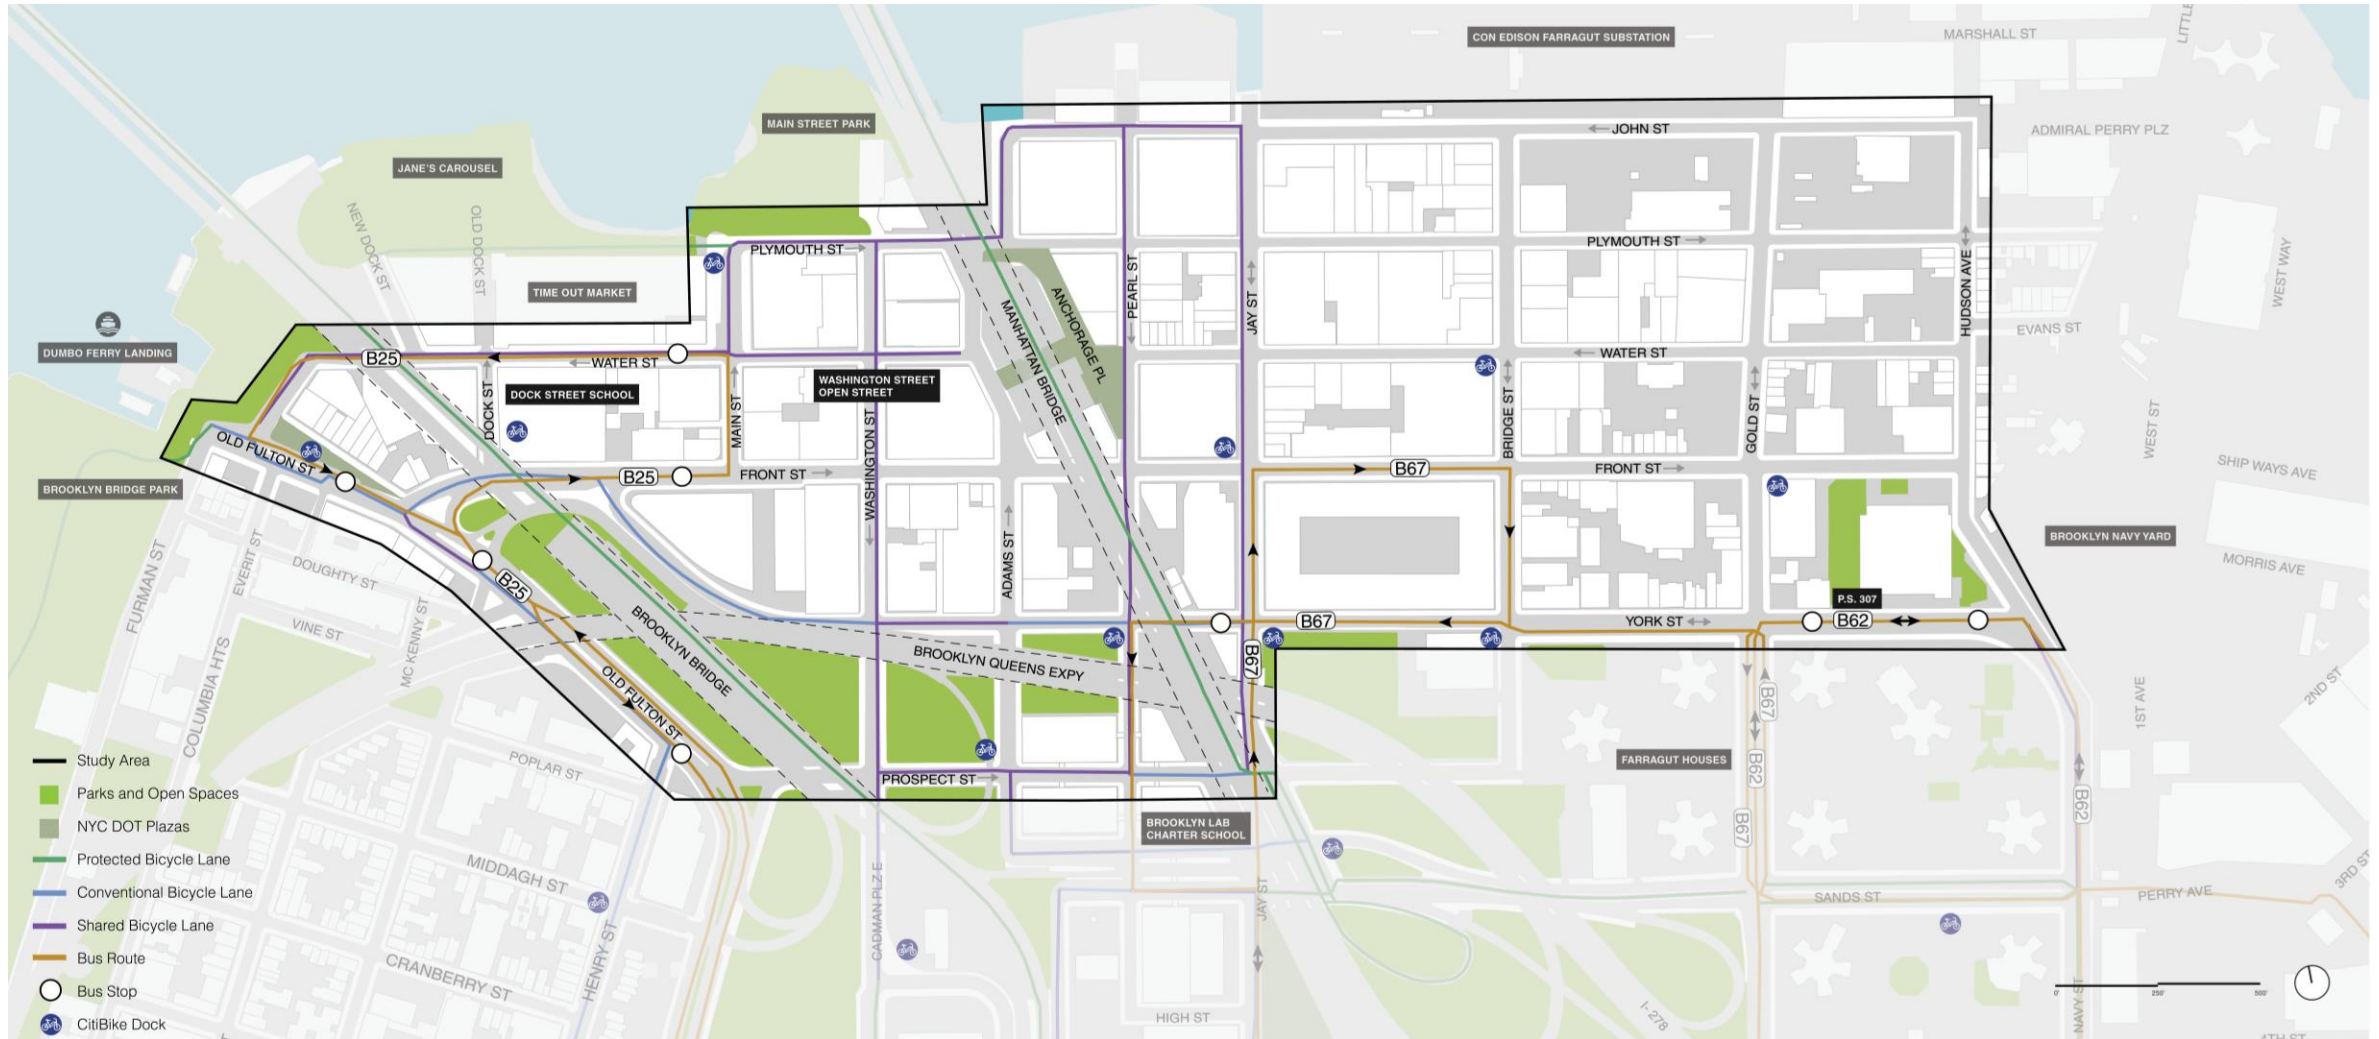 CON EDISON FARRAGUT SUBSTATION
MARSHALL ST
LITTLE
MAIN STREET PARK
JOHN ST
ADMIRAL PERRY PLZ
JANE'S CAROUSEL
NEW DOCK ST
OLD DOCK ST
PLYMOUTH ST
PLYMOUTH ST
HUDSON AVE
WEST WAY
TIME OUT MARKET
PEARL ST
JAY ST
ANCHORAGE PL
MANHATTAN BRIDGE
EVANS ST
DUMBO FERRY LANDING
B25
WATER ST
WATER ST
WASHINGTON STREET
OPEN STREET
DOCK STREET SCHOOL
DOCK ST
MAIN ST
WASHINGTON ST
BRIDGE ST
GOLD ST
WEST ST
OLD FULTON ST
B25
FRONT ST
B67
FRONT ST
SHIP WAYS AVE
BROOKLYN BRIDGE PARK
BROOKLYN NAVY YARD
MORRIS AVE
FURMAN ST
EVERIT ST
DOUGHTY ST
B25
ADAMS ST
P.S. 307
VINE ST
MC KENNY ST
COLUMBIA HTS
BROOKLYN BRIDGE
B67
YORK ST
B62
BROOKLYN QUEENS EXPY
B67
OLD FULTON ST
B67
1ST AVE
2ND ST
POPLAR ST
PROSPECT ST
FARRAGUT HOUSES
B62
B62
B67
BROOKLYN LAB
CHARTER SCHOOL
MIDDAGH ST
CADMAN PLZ E
JAY ST
SANDS ST
PERRY AVE
3RD ST
HENRY ST
CRANBERRY ST
HIGH ST
I- 278
NAVY ST
4TH ST
Study Area
Parks and Open Spaces
NYC DOT Plazas
Protected Bicycle Lane
Conventional Bicycle Lane
Shared Bicycle Lane
Bus Route
Bus Stop
CitiBike Dock
0'
250'
500'